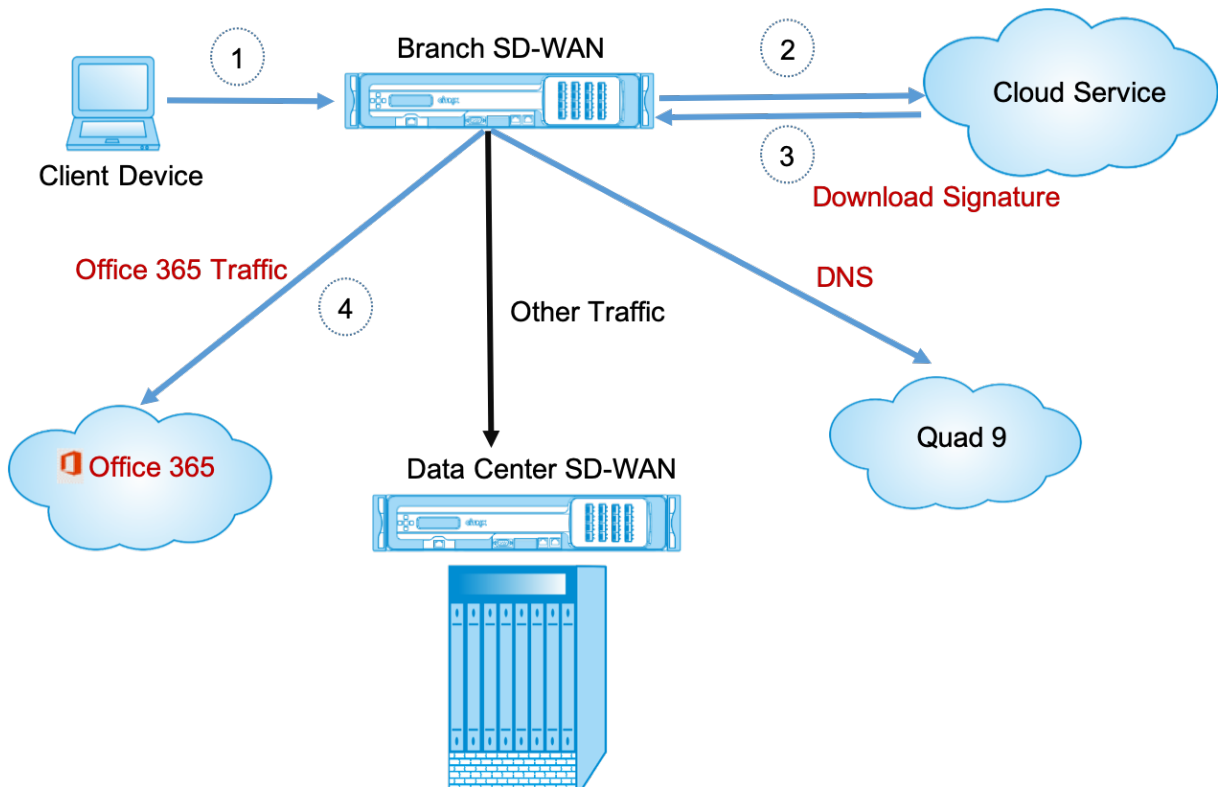 Branch SD-WAN
1
2
Cloud Service
Client Device
3
Download Signature
Office 365 Traffic
4
Other Traffic
DNS
Office 365
Quad 9
Data Center SD-WAN